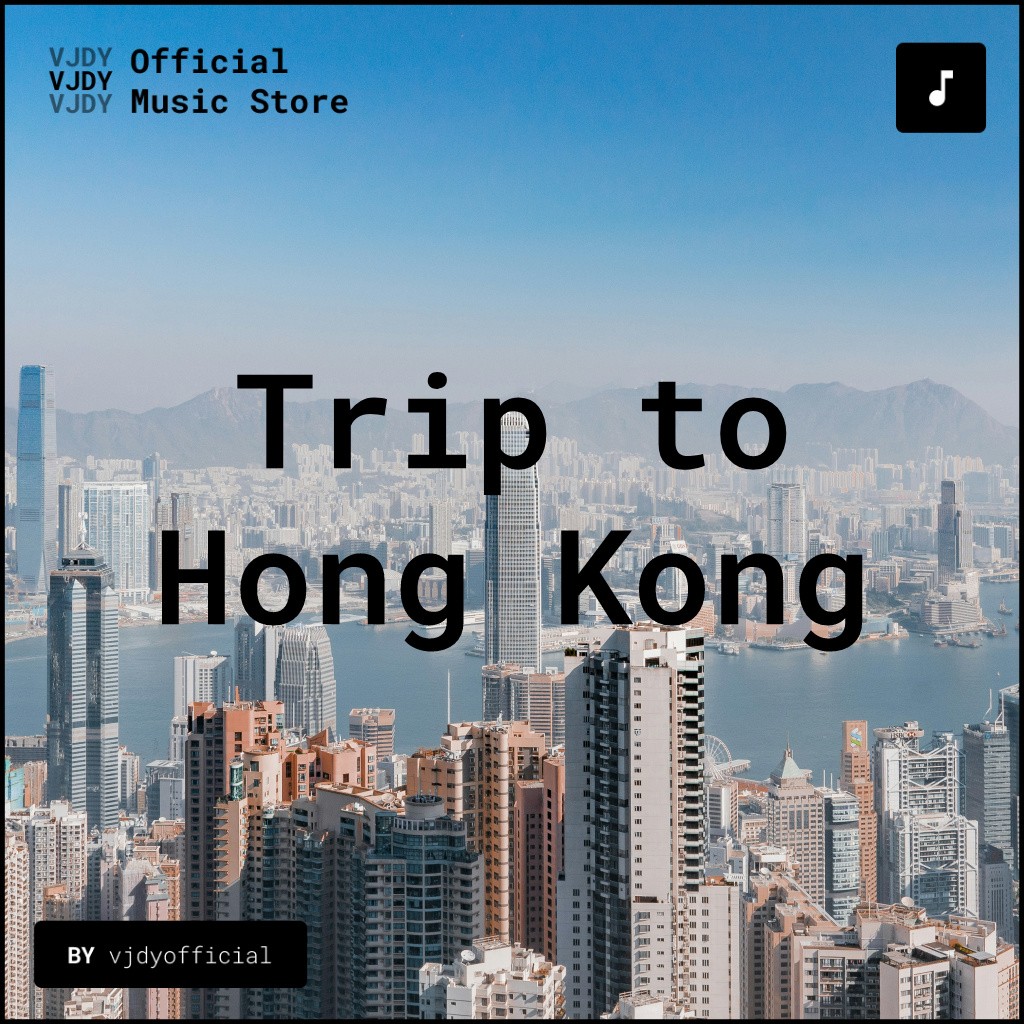 VJDY
VJDY
VJDY
Official
Music Store
Trip to
Hong Kong
BY vjdyofficial